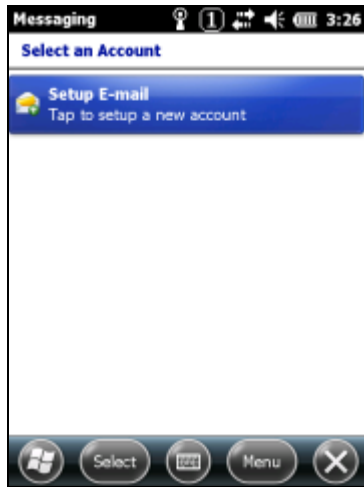 Messaging 1 3:26
Select an Account
Setup E-mail
Tap to setup a new account
Select Menu